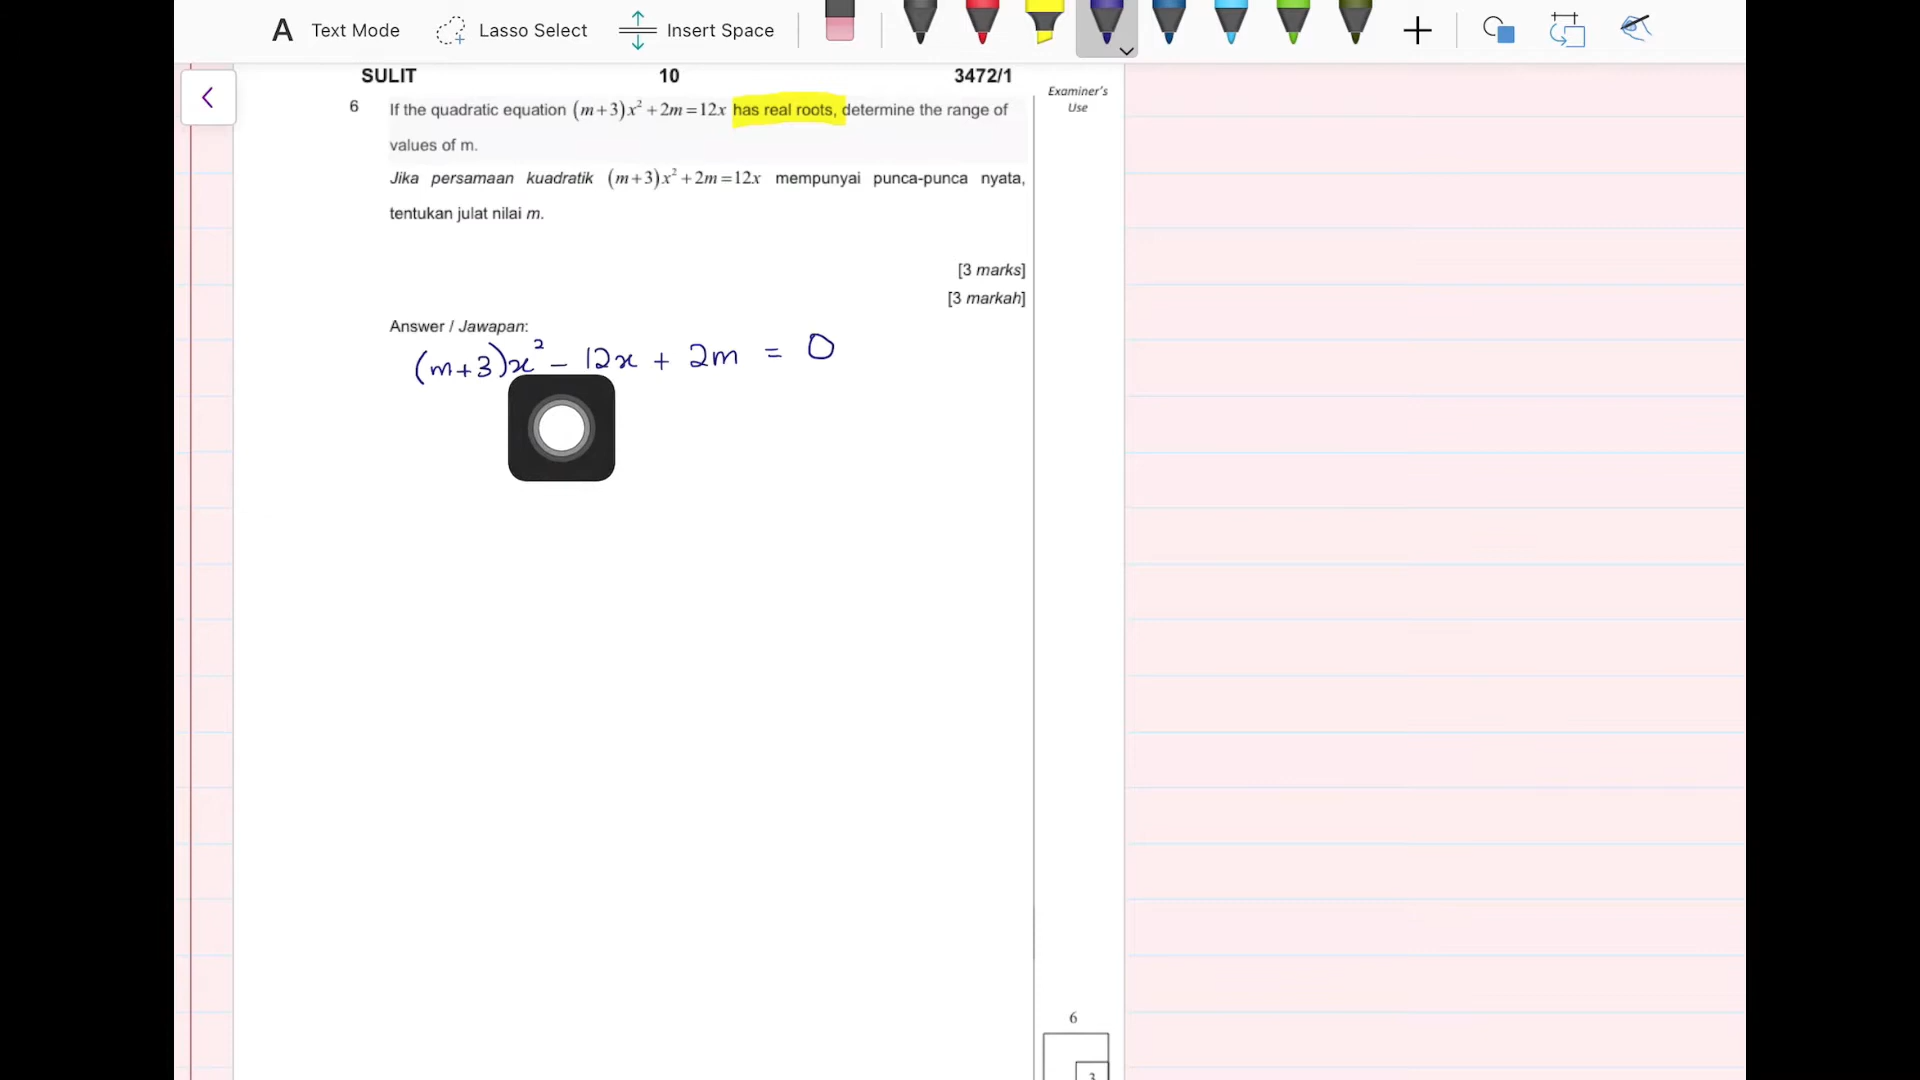 A Text Mode Lasso Select Insert Space
SULIT 10 3472/1
Examiner's
Use
6 If the quadratic equation (m+3)x² + 2m = 12x has real roots, determine the range of
values of m.
Jika persamaan kuadratik (m+3)x² + 2m = 12x mempunyai punca-punca nyata,
tentukan julat nilai m.
[3 marks]
[3 markah]
Answer / Jawapan:
(m+3)x² - 12x + 2m = 0
6
3